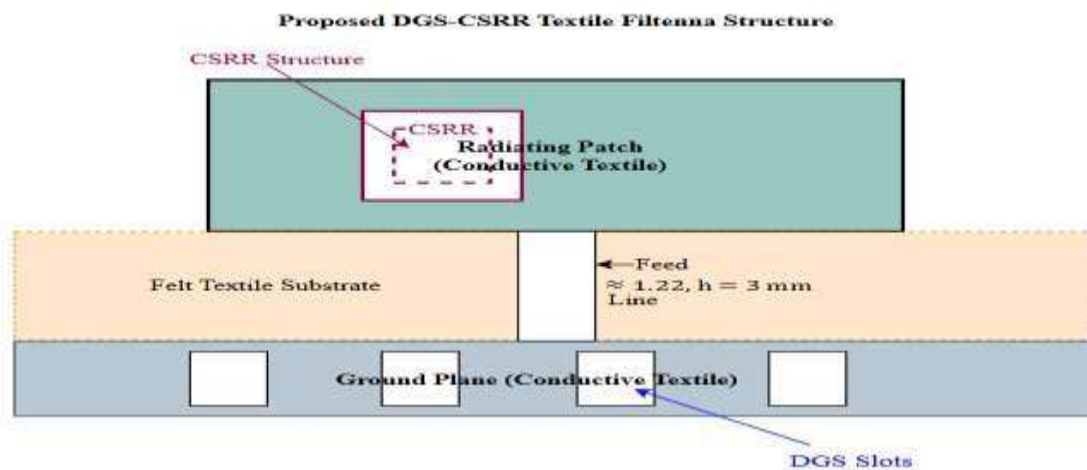 Proposed DGS-CSRR Textile Filtenna Structure
CSRR Structure
CSRR
Radiating Patch
(Conductive Textile)
Felt Textile Substrate
Feed
≈ 1.22, h = 3 mm
Line
Ground Plane (Conductive Textile)
DGS Slots